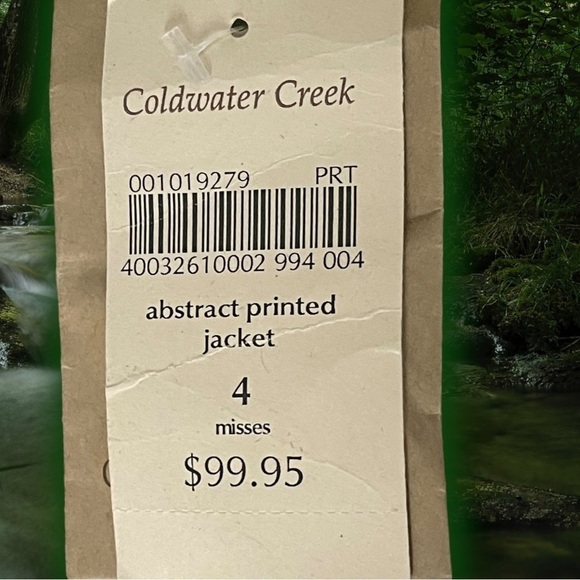 Coldwater Creek
001019279 PRT
40032610002 994 004
abstract printed
jacket
4
misses
$99.95